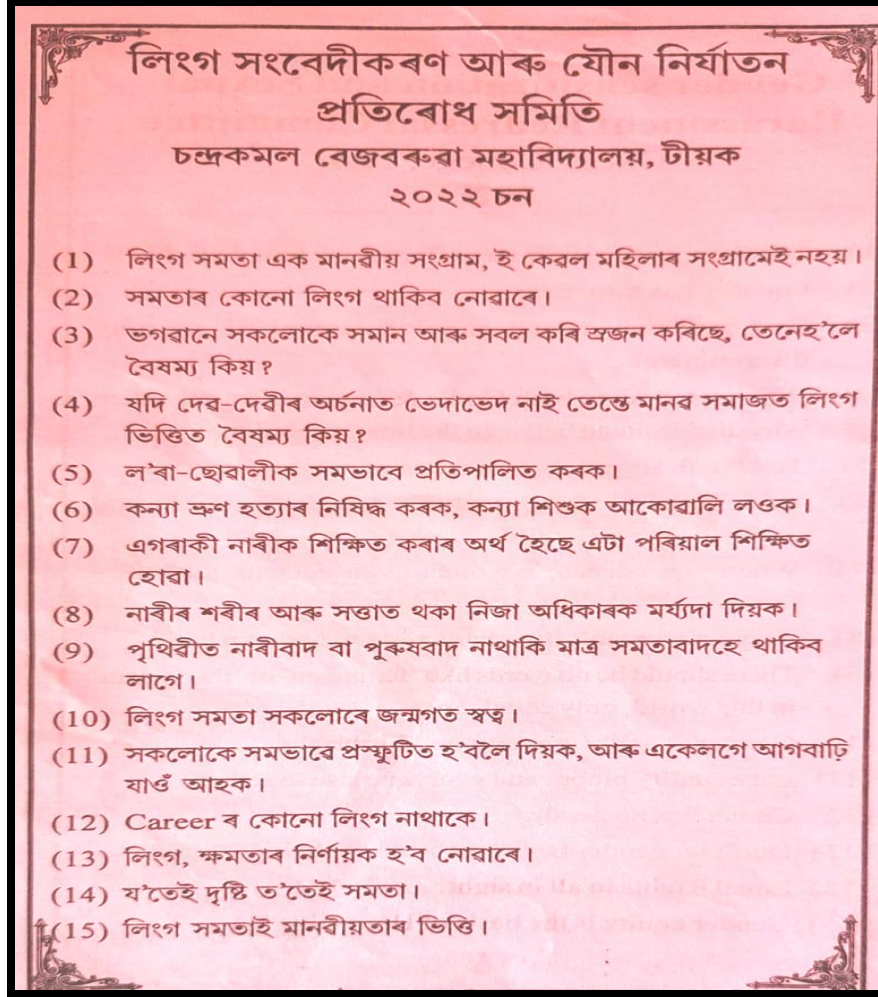 লিংগ সংবেদীকৰণ আৰু যৌন নিৰ্যাতন
প্ৰতিৰোধ সমিতি
চন্দ্ৰকমল বেজবৰুৱা মহাবিদ্যালয়, টীয়ক
২০২২ চন
(1) লিংগ সমতা এক মানৱীয় সংগ্ৰাম, ই কেৱল মহিলাৰ সংগ্ৰামেই নহয়।
(2) সমতাৰ কোনো লিংগ থাকিব নোৱাৰে।
(3) ভগৱানে সকলোকে সমান আৰু সবল কৰি স্ৰজন কৰিছে, তেনেহ'লে
বৈষম্য কিয়?
(4) যদি দেৱ-দেৱীৰ অৰ্চনাত ভেদাভেদ নাই তেন্তে মানৱ সমাজত লিংগ
ভিত্তিত বৈষম্য কিয়?
(5) ল'ৰা-ছোৱালীক সমভাবে প্ৰতিপালিত কৰক।
(6) কন্যা ভ্ৰুণ হত্যাৰ নিষিদ্ধ কৰক, কন্যা শিশুক আকোৱালি লওক।
(7) এগৰাকী নাৰীক শিক্ষিত কৰাৰ অৰ্থ হৈছে এটা পৰিয়াল শিক্ষিত
হোৱা।
(8) নাৰীৰ শৰীৰ আৰু সত্তাত থকা নিজা অধিকাৰক মৰ্য্যদা দিয়ক।
(9) পৃথিৱীত নাৰীবাদ বা পুৰুষবাদ নাথাকি মাত্ৰ সমতাবাদহে থাকিব
লাগে।
(10) লিংগ সমতা সকলোৰে জন্মগত স্বত্ব।
(11) সকলোকে সমভাৱে প্ৰস্ফুটিত হ'বলৈ দিয়ক, আৰু একেলগে আগবাঢ়ি
যাওঁ আহক।
(12) Career ৰ কোনো লিংগ নাথাকে।
(13) লিংগ, ক্ষমতাৰ নিৰ্ণায়ক হ'ব নোৱাৰে।
(14) য'তেই দৃষ্টি ত'তেই সমতা।
(15) লিংগ সমতাই মানৱীয়তাৰ ভিত্তি।